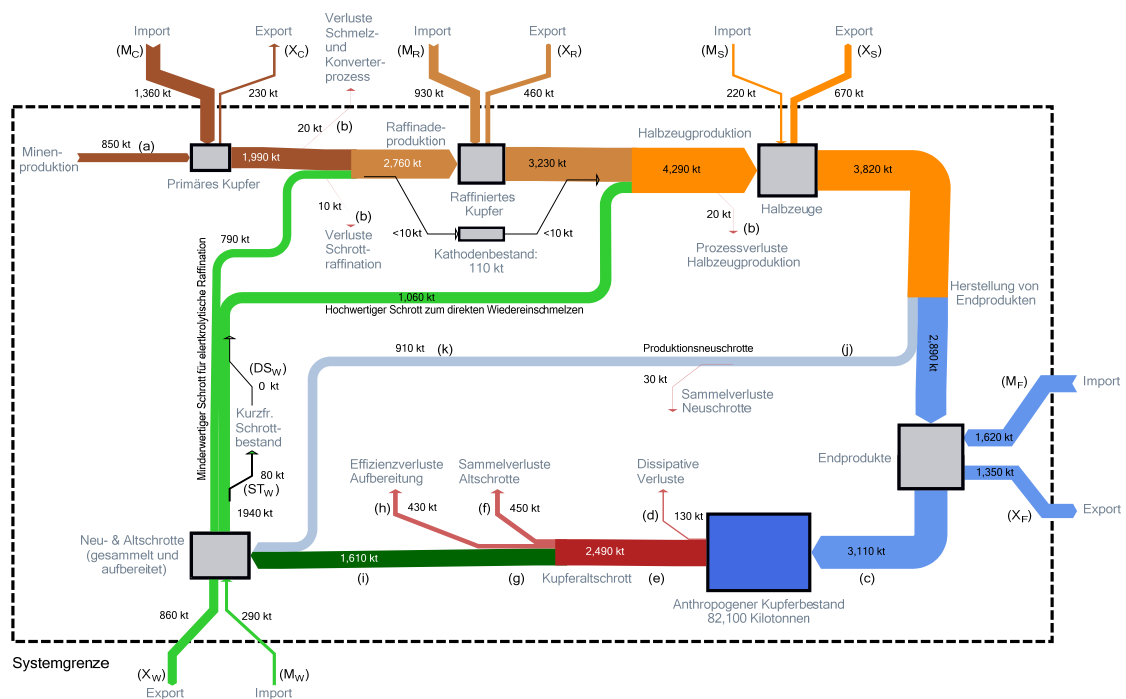 Import
Export
(M_C)
(X_C)
1,360 kt
230 kt
Verluste
Schmelz-
und
Konverter-
prozess
Import
Export
(M_R)
(X_R)
930 kt
460 kt
Import
Export
(M_S)
(X_S)
220 kt
670 kt
Minen-
produktion
850 kt
(a)
Primäres Kupfer
1,990 kt
20 kt
(b)
Raffinade-
produktion
2,760 kt
Raffiniertes
Kupfer
3,230 kt
Halbzeugproduktion
4,290 kt
Halbzeuge
3,820 kt
10 kt
(b)
Verluste
Schrott-
raffination
<10 kt
<10 kt
Kathodenbestand:
110 kt
20 kt
(b)
Prozessverluste
Halbzeugproduktion
790 kt
1,060 kt
Hochwertiger Schrott zum direkten Wiedereinschmelzen
Minderwertiger Schrott für elertkrolytische Raffination
Herstellung von
Endprodukten
2,890 kt
910 kt
(k)
Produktionsneuschrotte
(j)
30 kt
Sammelverluste
Neuschrotte
(DS_W)
0 kt
Kurzfr.
Schrott-
bestand
80 kt
(ST_W)
1940 kt
(M_F)
Import
1,620 kt
Endprodukte
1,350 kt
(X_F)
Export
Effizienzverluste
Aufbereitung
(h)
430 kt
Sammelverluste
Altschrotte
(f)
450 kt
Dissipative
Verluste
(d)
130 kt
Neu- & Altschrotte
(gesammelt und
aufbereitet)
1,610 kt
(i)
(g)
2,490 kt
Kupferaltschrott
(e)
3,110 kt
(c)
Anthropogener Kupferbestand
82,100 Kilotonnen
860 kt
290 kt
(X_W)
(M_W)
Export
Import
Systemgrenze